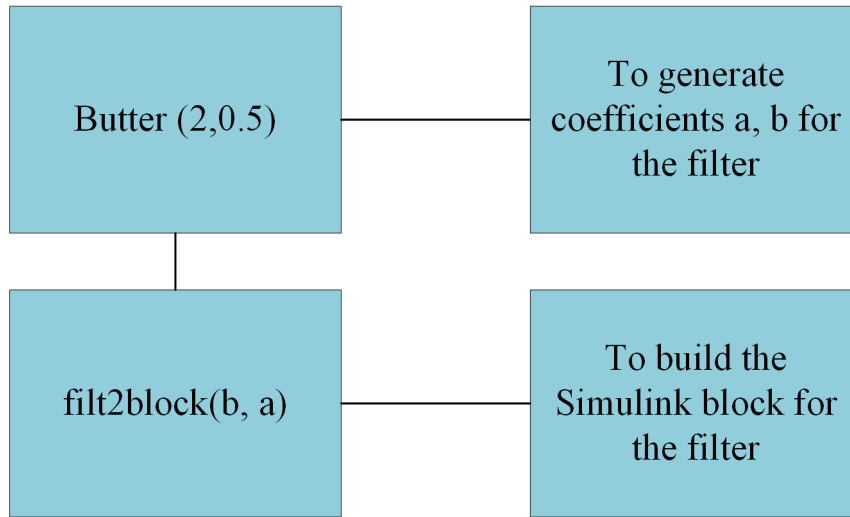 Butter (2,0.5)
To generate
coefficients a, b for
the filter
filt2block(b, a)
To build the
Simulink block for
the filter